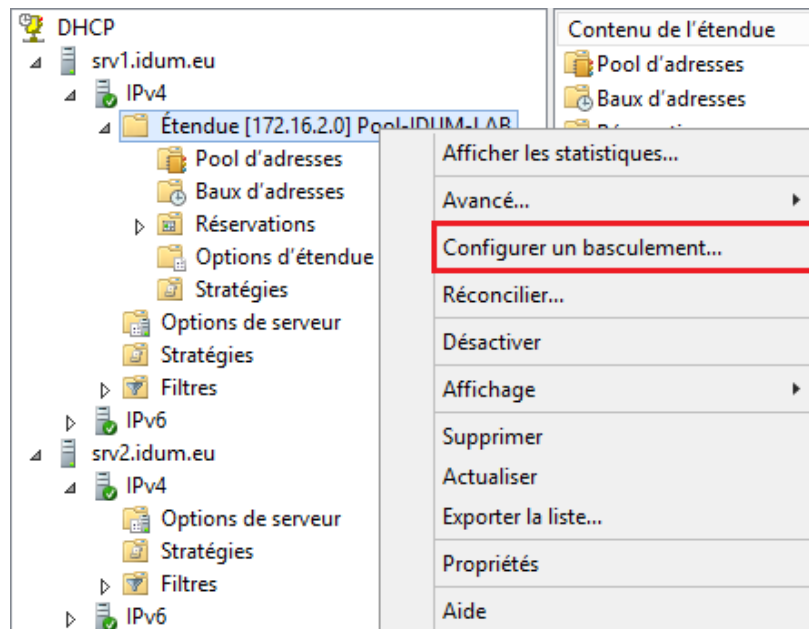 DHCP
srv1.idum.eu
IPv4
Étendue [172.16.2.0] Pool-IDUM-LAB
Pool d'adresses
Baux d'adresses
Réservations
Options d'étendue
Stratégies
Options de serveur
Stratégies
Filtres
IPv6
srv2.idum.eu
IPv4
Options de serveur
Stratégies
Filtres
IPv6
Contenu de l'étendue
Pool d'adresses
Baux d'adresses
Afficher les statistiques...
Avancé...
Configurer un basculement...
Réconcilier...
Désactiver
Affichage
Supprimer
Actualiser
Exporter la liste...
Propriétés
Aide